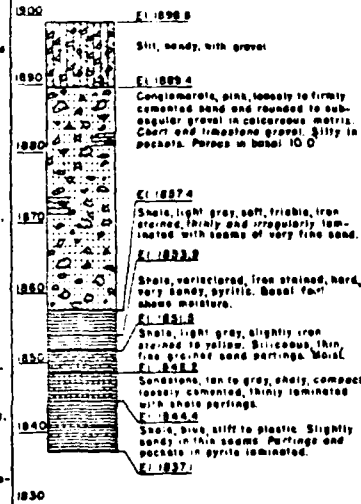 1900
El. 1898.8
Silt, sandy, with gravel
1890
El. 1889.4
Conglomerate, pink, loosely to firmly
cemented sand and rounded to sub-
angular gravel in calcareous matrix.
Chert and limestone gravel. Silty in
pockets. Porous in basal 10.0'
1880
1870
El. 1857.4
Shale, light gray, soft, friable, iron
stained, thinly and irregularly lam-
inated with seams of very fine sand.
1860
El. 1853.9
Shale, varicolored, iron stained, hard,
very sandy, pyritic. Basal part
shows moisture.
El. 1851.9
Shale, light gray, slightly iron
stained to yellow. Siliceous, thin,
fine grained sand partings. Moist.
1850
El. 1848.2
Sandstone, tan to gray, shaly, compact,
loosely cemented, thinly laminated
with shale partings.
El. 1844.4
Shale, blue, stiff to plastic. Slightly
sandy in thin seams. Partings and
pockets in pyrite laminated.
1840
El. 1837.1
1830